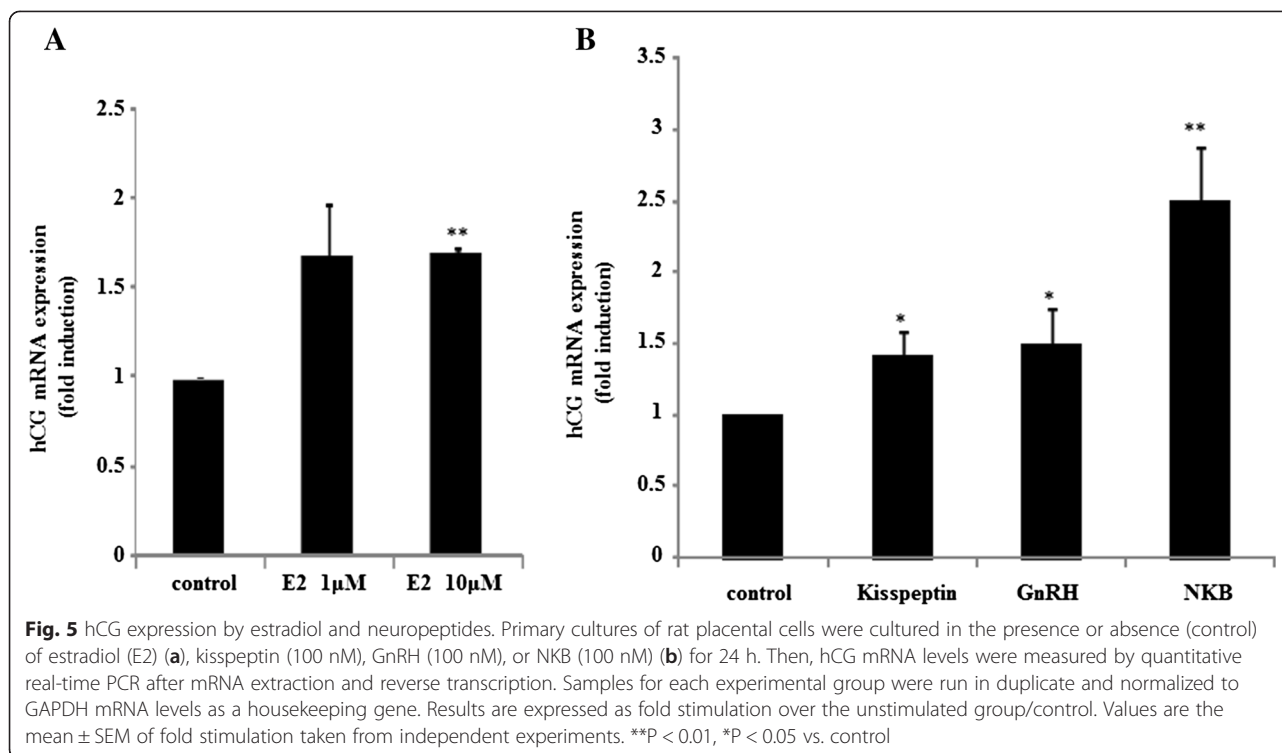 A
hCG mRNA expression
(fold induction)
2.5
2
1.5
1
0.5
0
**
control E2 1µM E2 10µM
B
hCG mRNA expression
(fold induction)
3.5
3
2.5
2
1.5
1
0.5
0
*
*
**
control Kisspeptin GnRH NKB
Fig. 5 hCG expression by estradiol and neuropeptides. Primary cultures of rat placental cells were cultured in the presence or absence (control)
of estradiol (E2) (a), kisspeptin (100 nM), GnRH (100 nM), or NKB (100 nM) (b) for 24 h. Then, hCG mRNA levels were measured by quantitative
real-time PCR after mRNA extraction and reverse transcription. Samples for each experimental group were run in duplicate and normalized to
GAPDH mRNA levels as a housekeeping gene. Results are expressed as fold stimulation over the unstimulated group/control. Values are the
mean ± SEM of fold stimulation taken from independent experiments. **P < 0.01, *P < 0.05 vs. control